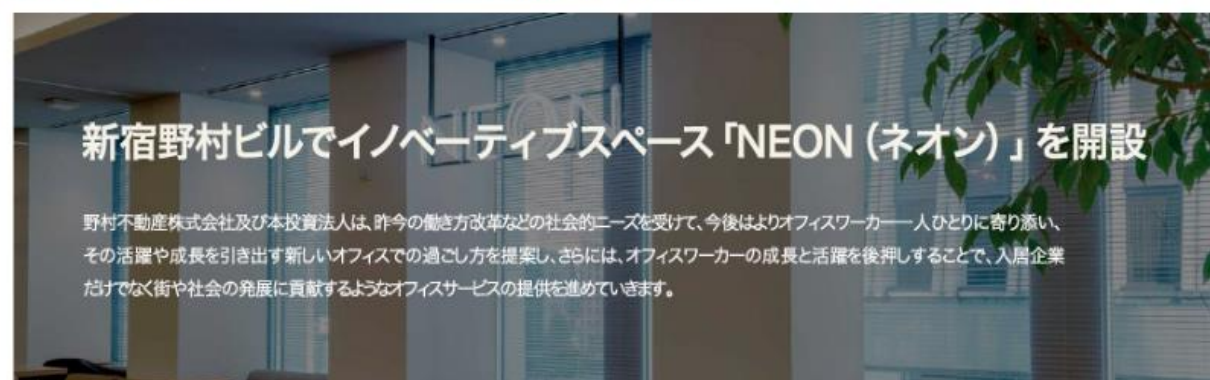 NEON
新宿野村ビルでイノベーティブスペース「NEON（ネオン）」を開設
野村不動産株式会社及び本投資法人は、昨今の働き方改革などの社会的ニーズを受けて、今後はよりオフィスワーカー一人ひとりに寄り添い、
その活躍や成長を引き出す新しいオフィスでの過ごし方を提案し、さらには、オフィスワーカーの成長と活躍を後押しすることで、入居企業
だけでなく街や社会の発展に貢献するようなオフィスサービスの提供を進めていきます。